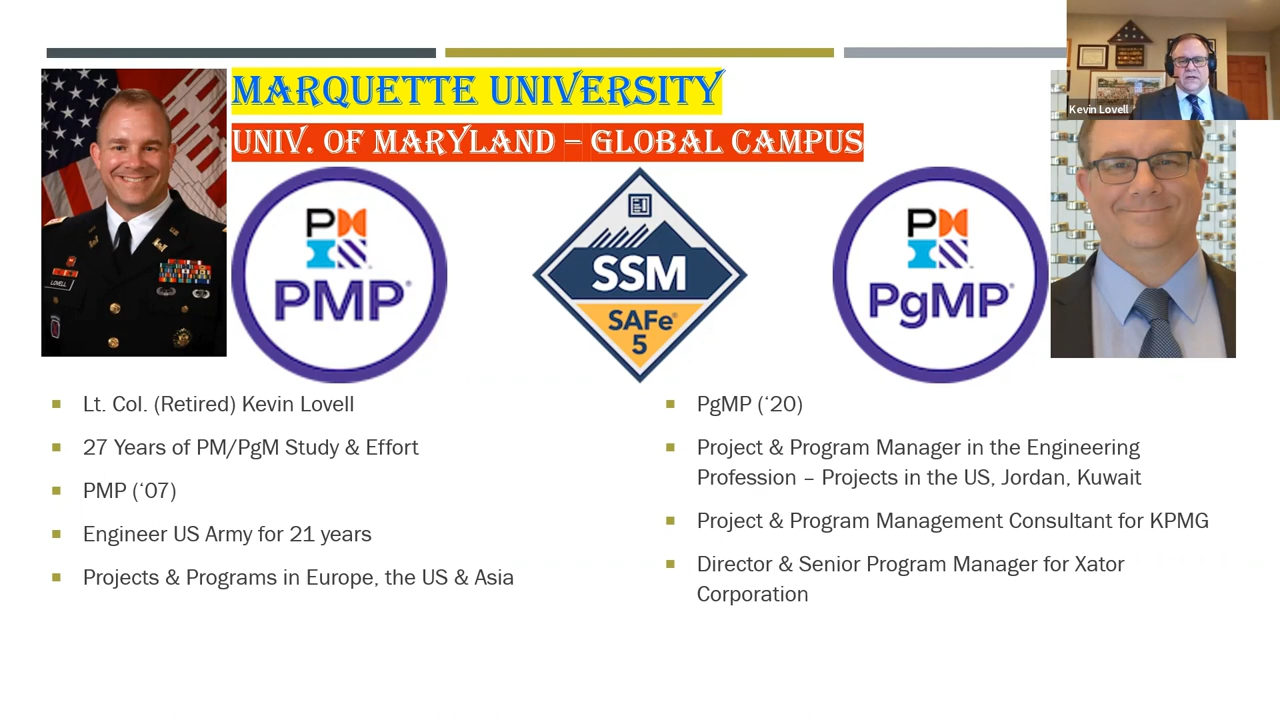 Kevin Lovell
MARQUETTE UNIVERSITY
UNIV. OF MARYLAND – GLOBAL CAMPUS
LOVELL
PMP®
SSM
SAFe®
5
PgMP®
Lt. Col. (Retired) Kevin Lovell
27 Years of PM/PgM Study & Effort
PMP (‘07)
Engineer US Army for 21 years
Projects & Programs in Europe, the US & Asia
PgMP (‘20)
Project & Program Manager in the Engineering
Profession – Projects in the US, Jordan, Kuwait
Project & Program Management Consultant for KPMG
Director & Senior Program Manager for Xator
Corporation